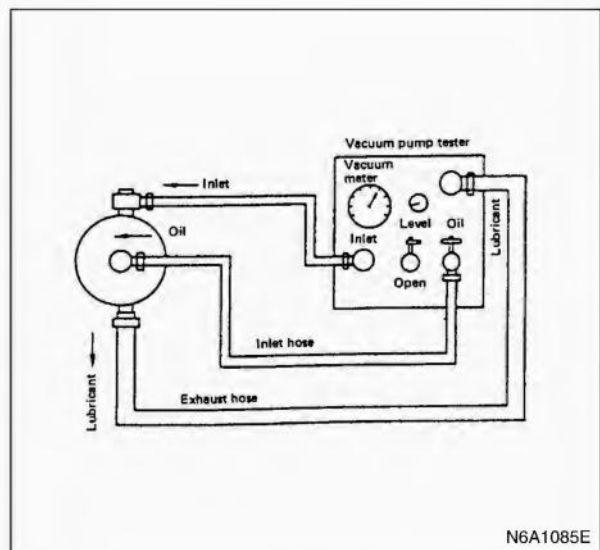 Vacuum pump tester
Vacuum
meter
Inlet
Oil
Level
Oil
Inlet
Open
Lubricant
Inlet hose
Lubricant
Exhaust hose
N6A1085E